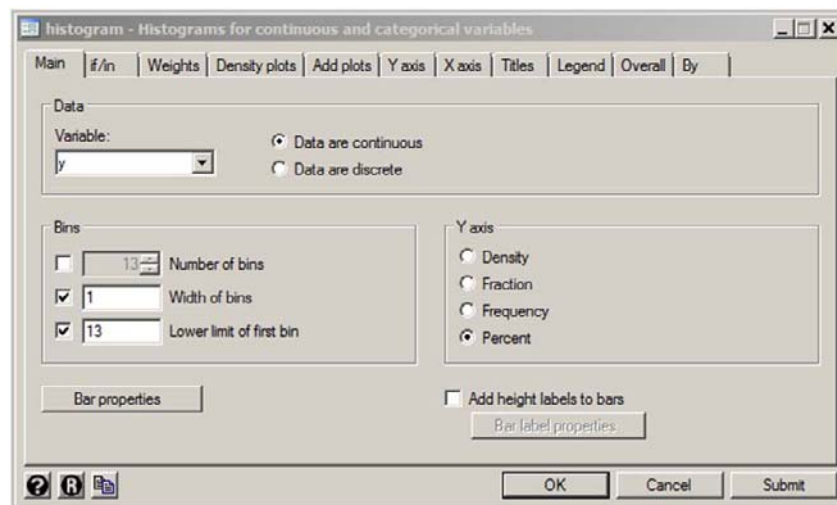 histogram - Histograms for continuous and categorical variables
Main if/in Weights Density plots Add plots Y axis X axis Titles Legend Overall By
Data
Variable:
y
Data are continuous
Data are discrete
Bins
13 Number of bins
1 Width of bins
13 Lower limit of first bin
Y axis
Density
Fraction
Frequency
Percent
Bar properties
Add height labels to bars
Bar label properties
? R
OK Cancel Submit